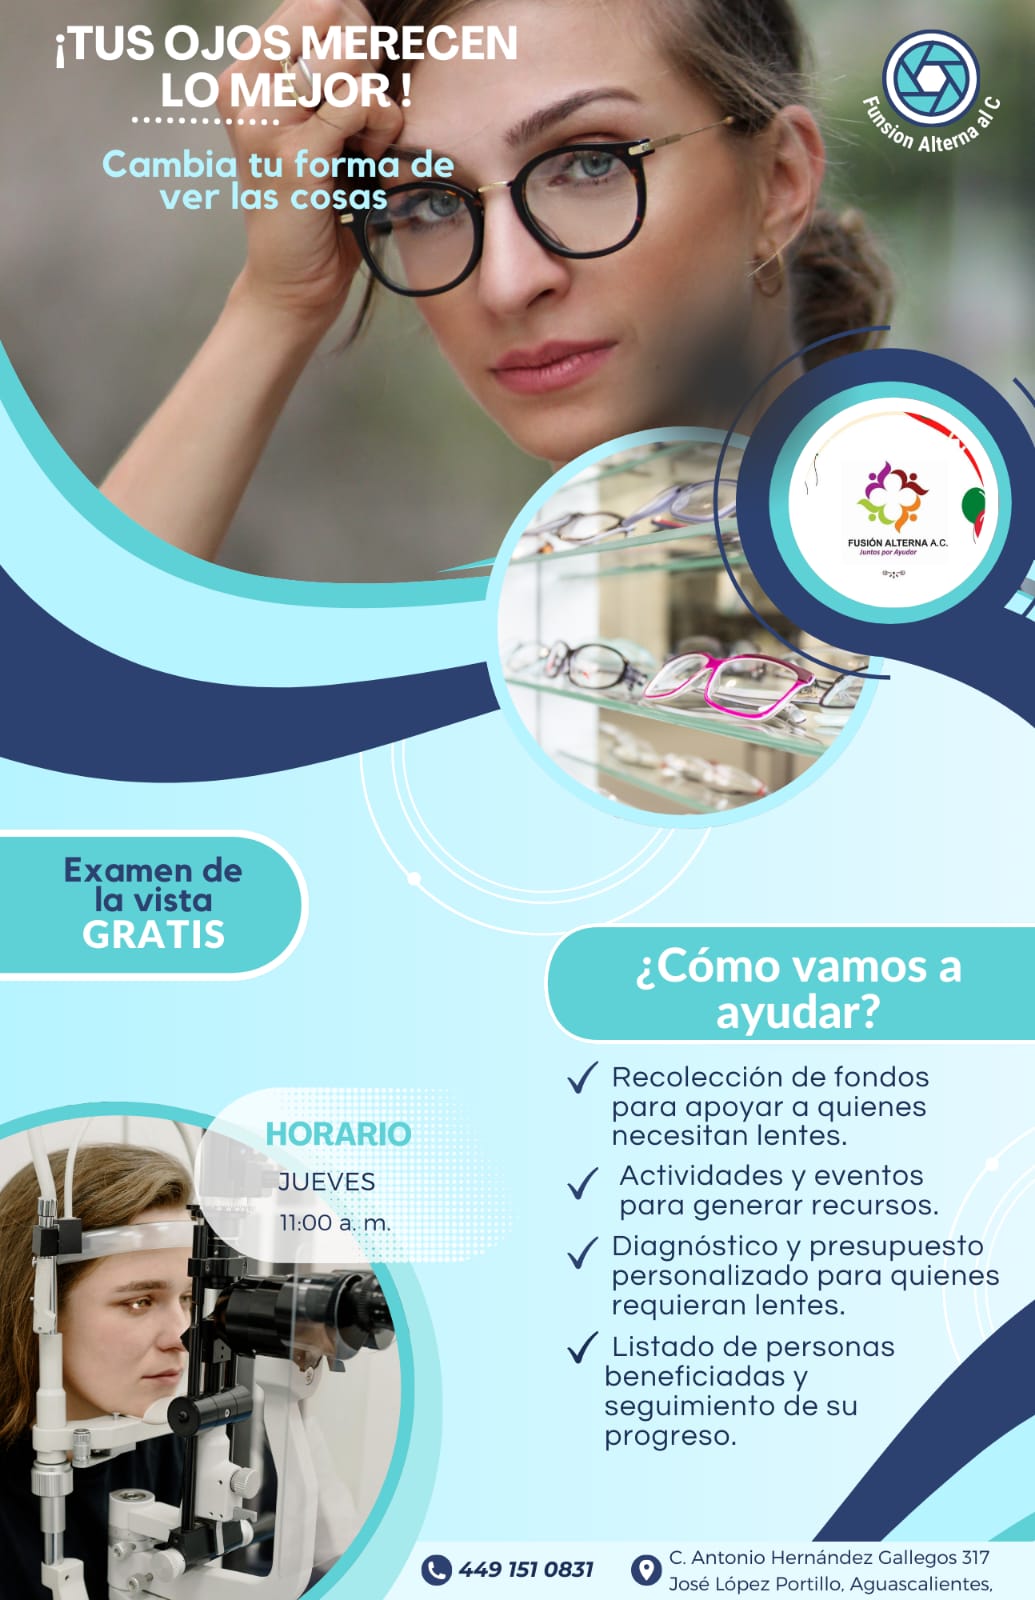 ¡TUS OJOS MERECEN
LO MEJOR !
Cambia tu forma de
ver las cosas
Funsion Alterna al C
FUSIÓN ALTERNA A.C.
Juntos por Ayudar
Examen de
la vista
GRATIS
¿Cómo vamos a
ayudar?
Recolección de fondos
para apoyar a quienes
necesitan lentes.
Actividades y eventos
para generar recursos.
Diagnóstico y presupuesto
personalizado para quienes
requieran lentes.
Listado de personas
beneficiadas y
seguimiento de su
progreso.
HORARIO
JUEVES
11:00 a. m.
449 151 0831
C. Antonio Hernández Gallegos 317
José López Portillo, Aguascalientes,